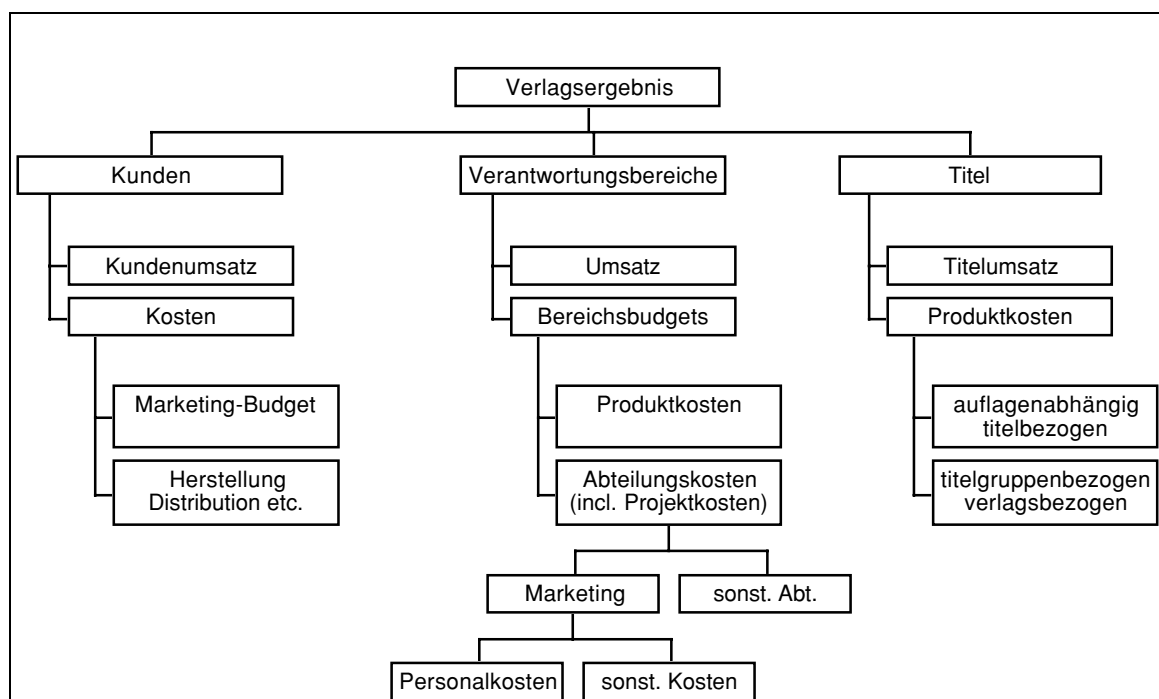 Verlagsergebnis
Kunden
Verantwortungsbereiche
Titel
Kundenumsatz
Umsatz
Titelumsatz
Kosten
Bereichsbudgets
Produktkosten
Marketing-Budget
Produktkosten
auflagenabhängig
titelbezogen
Herstellung
Distribution etc.
Abteilungskosten
(incl. Projektkosten)
titelgruppenbezogen
verlagsbezogen
Marketing
sonst. Abt.
Personalkosten
sonst. Kosten